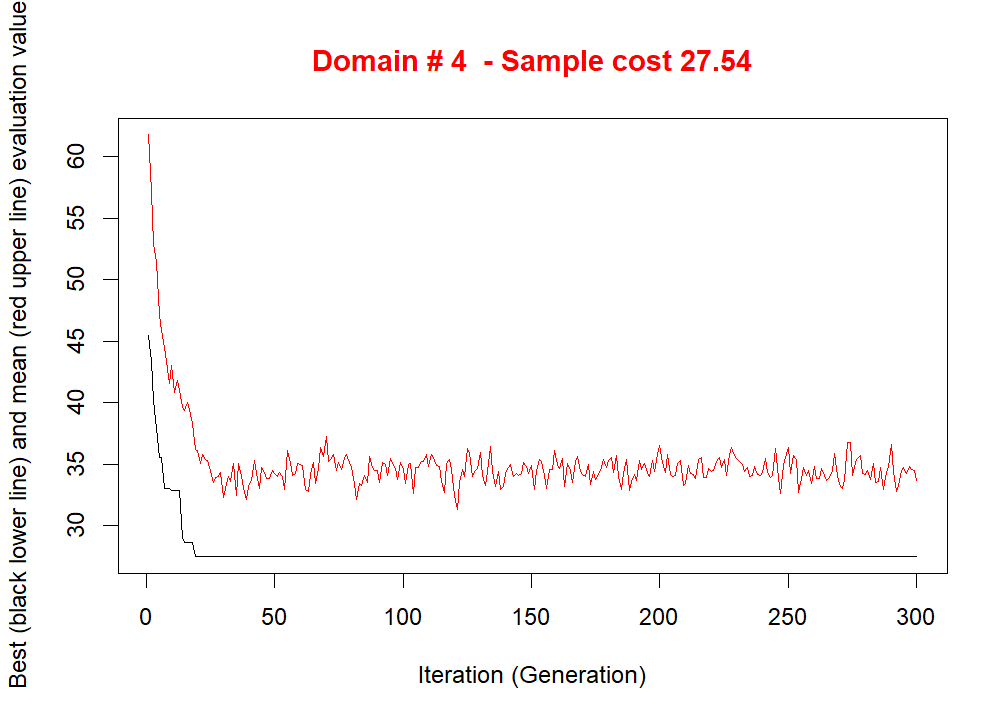 Domain # 4  - Sample cost 27.54
Best (black lower line) and mean (red upper line) evaluation value
60
55
50
45
40
35
30
0 50 100 150 200 250 300
Iteration (Generation)